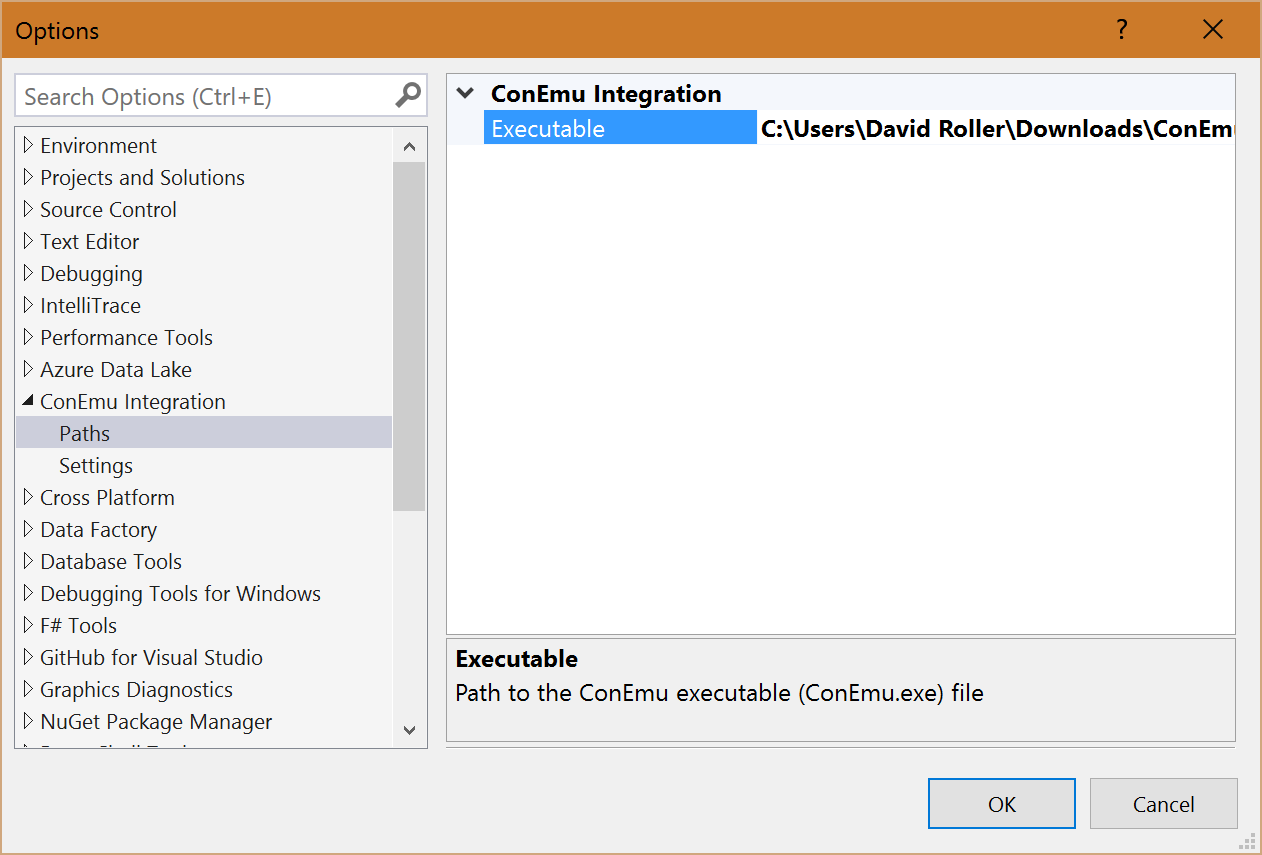 Options
?
Search Options (Ctrl+E)
Environment
Projects and Solutions
Source Control
Text Editor
Debugging
IntelliTrace
Performance Tools
Azure Data Lake
ConEmu Integration
Paths
Settings
Cross Platform
Data Factory
Database Tools
Debugging Tools for Windows
F# Tools
GitHub for Visual Studio
Graphics Diagnostics
NuGet Package Manager
ConEmu Integration
Executable C:\Users\David Roller\Downloads\ConEm
Executable
Path to the ConEmu executable (ConEmu.exe) file
OK
Cancel